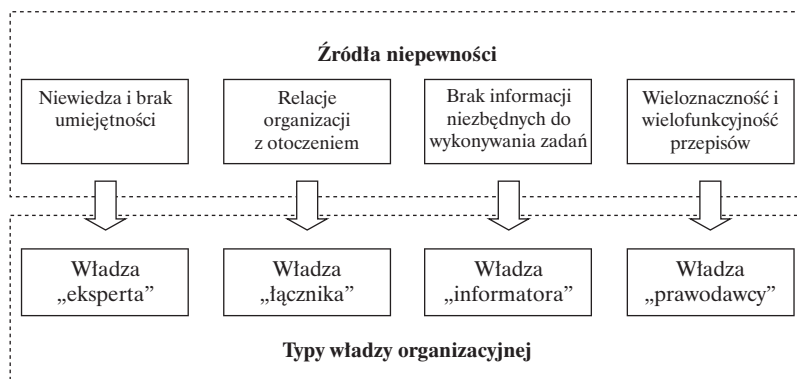 Źródła niepewności
Niewiedza i brak
umiejętności
Relacje
organizacji
z otoczeniem
Brak informacji
niezbędnych do
wykonywania zadań
Wieloznaczność i
wielofunkcyjność
przepisów
Władza
„eksperta”
Władza
„łącznika”
Władza
„informatora”
Władza
„prawodawcy”
Typy władzy organizacyjnej